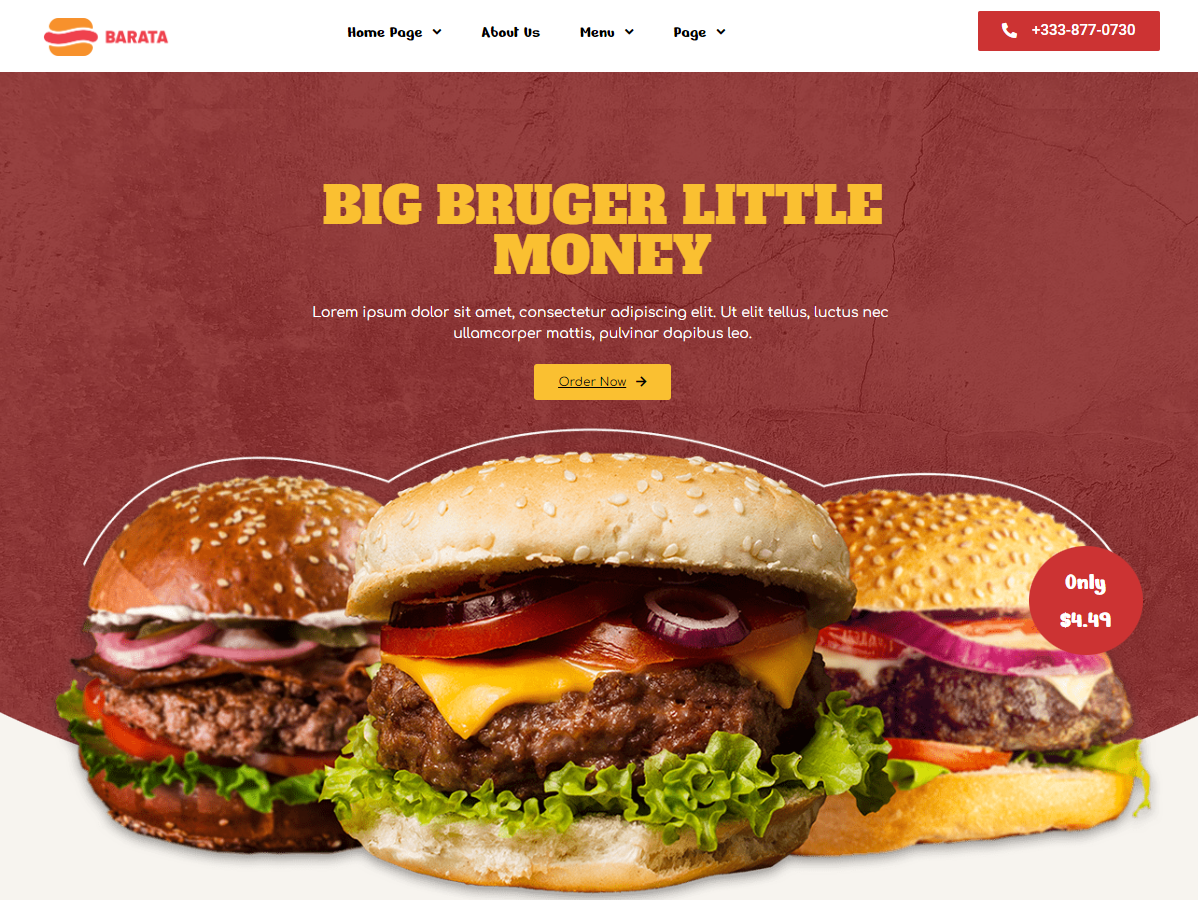 BARATA
Home Page
About Us
Menu
Page
+333-877-0730
BIG BRUGER LITTLE
MONEY
Lorem ipsum dolor sit amet, consectetur adipiscing elit. Ut elit tellus, luctus nec
ullamcorper mattis, pulvinar dapibus leo.
Order Now
Only
$4.49